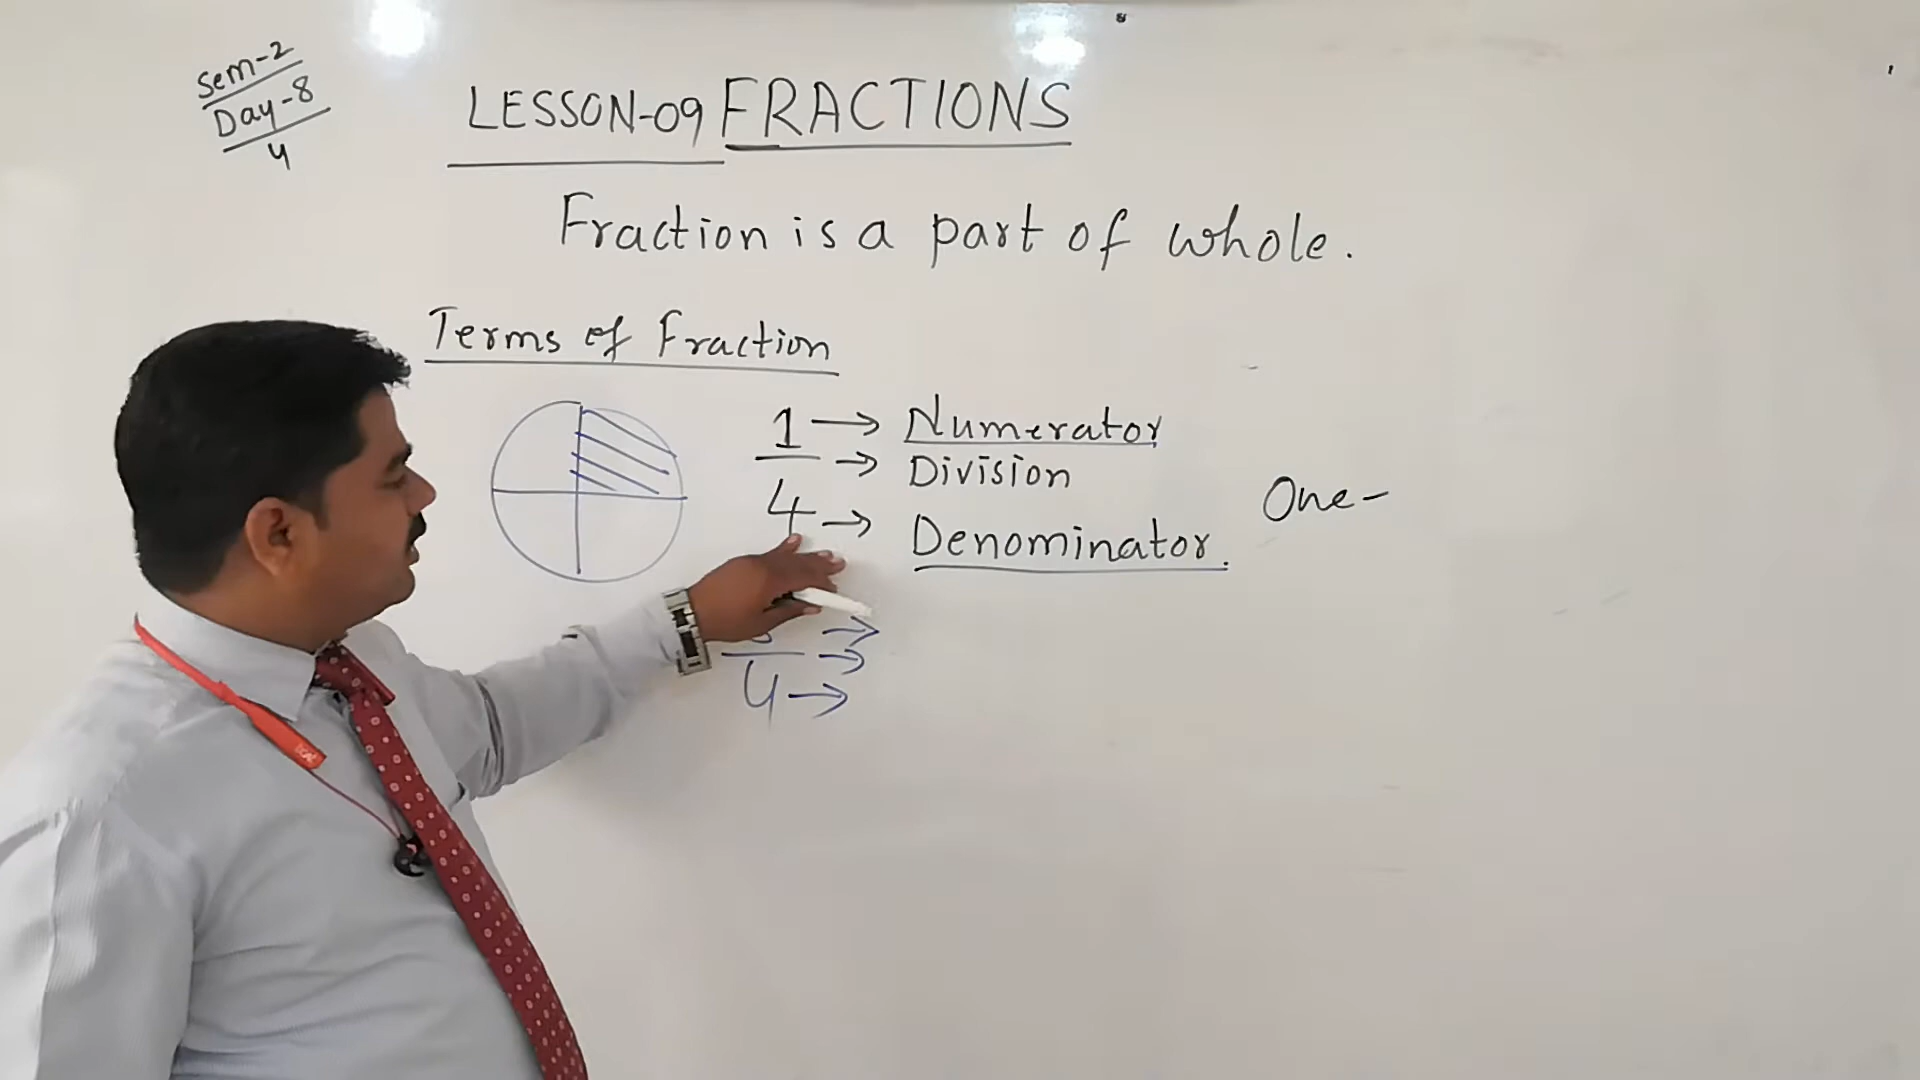 Sem-2
Day-8
4
LESSON-09 FRACTIONS
Fraction is a part of whole.
Terms of Fraction
1 → Numerator
→ Division
4 → Denominator.
One-
→
→
4 →